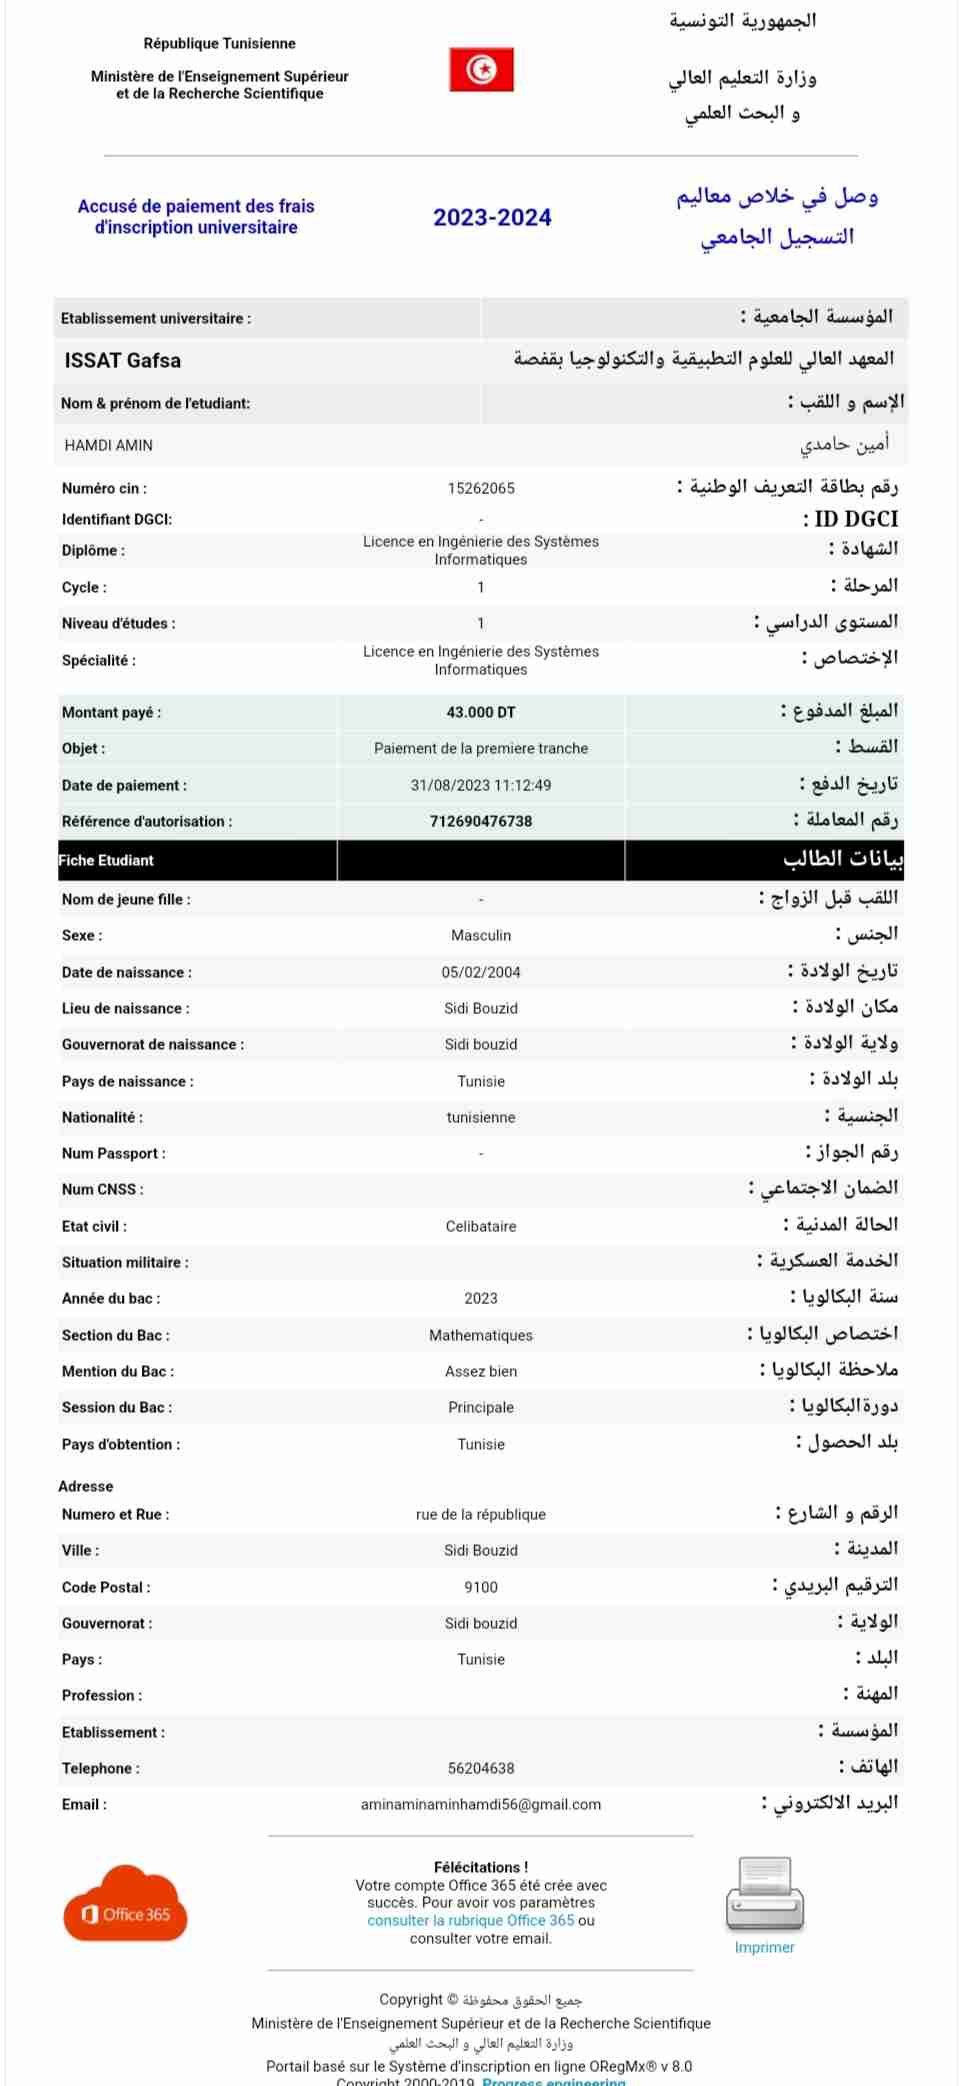 République Tunisienne
Ministère de l'Enseignement Supérieur
et de la Recherche Scientifique
الجمهورية التونسية
وزارة التعليم العالي
و البحث العلمي
Accusé de paiement des frais
d'inscription universitaire
2023-2024
وصل في خلاص معاليم
التسجيل الجامعي
Etablissement universitaire : المؤسسة الجامعية :
ISSAT Gafsa المعهد العالي للعلوم التطبيقية والتكنولوجيا بقفصة
Nom & prénom de l'etudiant: الإسم و اللقب :
HAMDI AMIN أمين حامدي
Numéro cin : 15262065 رقم بطاقة التعريف الوطنية :
Identifiant DGCI: - ID DGCI :
Diplôme : Licence en Ingénierie des Systèmes الشهادة :
Informatiques
Cycle : 1 المرحلة :
Niveau d'études : 1 المستوى الدراسي :
Spécialité : Licence en Ingénierie des Systèmes الإختصاص :
Informatiques
Montant payé : 43.000 DT المبلغ المدفوع :
Objet : Paiement de la premiere tranche القسط :
Date de paiement : 31/08/2023 11:12:49 تاريخ الدفع :
Référence d'autorisation : 712690476738 رقم المعاملة :
Fiche Etudiant بيانات الطالب
Nom de jeune fille : - اللقب قبل الزواج :
Sexe : Masculin الجنس :
Date de naissance : 05/02/2004 تاريخ الولادة :
Lieu de naissance : Sidi Bouzid مكان الولادة :
Gouvernorat de naissance : Sidi bouzid ولاية الولادة :
Pays de naissance : Tunisie بلد الولادة :
Nationalité : tunisienne الجنسية :
Num Passport : - رقم الجواز :
Num CNSS : الضمان الاجتماعي :
Etat civil : Celibataire الحالة المدنية :
Situation militaire : الخدمة العسكرية :
Année du bac : 2023 سنة البكالويا :
Section du Bac : Mathematiques اختصاص البكالويا :
Mention du Bac : Assez bien ملاحظة البكالويا :
Session du Bac : Principale دورةالبكالويا :
Pays d'obtention : Tunisie بلد الحصول :
Adresse
Numero et Rue : rue de la république الرقم و الشارع :
Ville : Sidi Bouzid المدينة :
Code Postal : 9100 الترقيم البريدي :
Gouvernorat : Sidi bouzid الولاية :
Pays : Tunisie البلد :
Profession : المهنة :
Etablissement : المؤسسة :
Telephone : 56204638 الهاتف :
Email : aminaminaminhamdi56@gmail.com البريد الالكتروني :
Office 365
Félécitations !
Votre compte Office 365 été crée avec
succès. Pour avoir vos paramètres
consulter la rubrique Office 365 ou
consulter votre email.
Imprimer
Copyright © جميع الحقوق محفوظة
Ministère de l'Enseignement Supérieur et de la Recherche Scientifique
وزارة التعليم العالي و البحث العلمي
Portail basé sur le Système d'inscription en ligne ORegMx® v 8.0
Copyright 2000-2019 Progress engineering